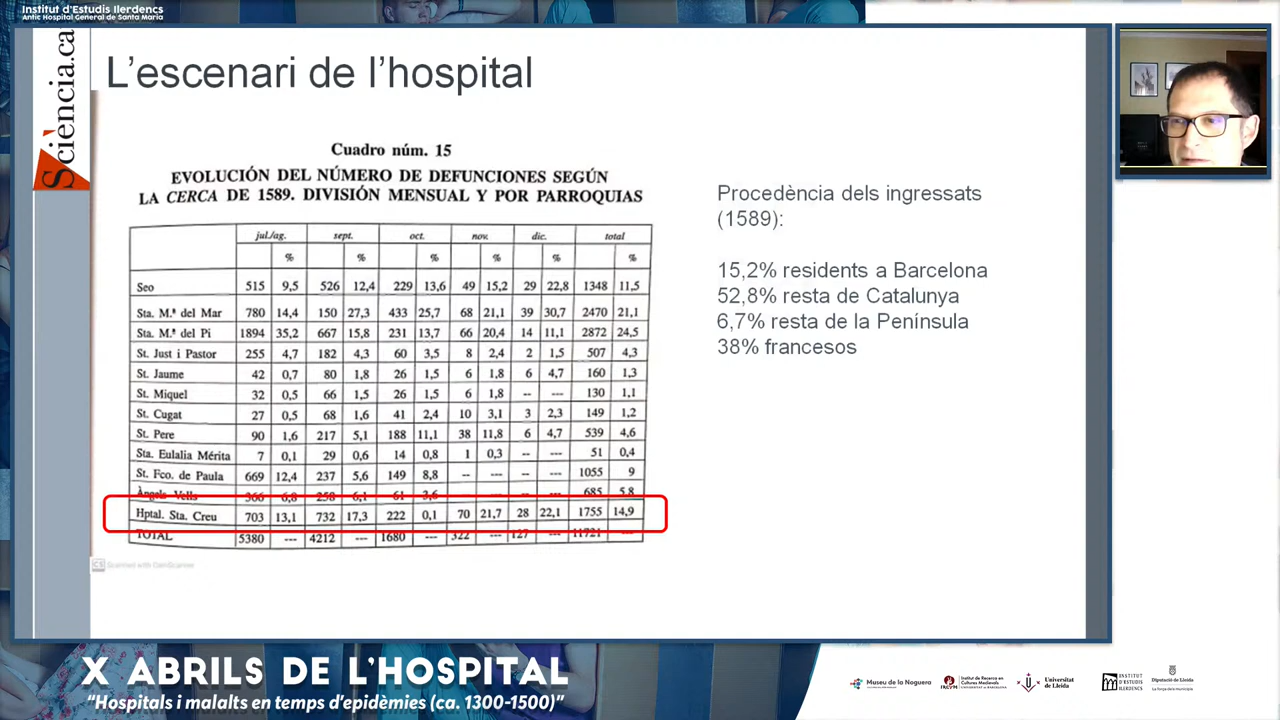 Institut d'Estudis Ilerdencs
Antic Hospital General de Santa Maria
Sciència.cat
L'escenari de l'hospital
Cuadro núm. 15
EVOLUCIÓN DEL NÚMERO DE DEFUNCIONES SEGÚN
LA CERCA DE 1589. DIVISIÓN MENSUAL Y POR PARROQUIAS
jul./ag. sept. oct. nov. dic. total
% % % % % %
Seo 515 9,5 526 12,4 229 13,6 49 15,2 29 22,8 1348 11,5
Sta. M.ª del Mar 780 14,4 150 27,3 433 25,7 68 21,1 39 30,7 2470 21,1
Sta. M.ª del Pi 1894 35,2 667 15,8 231 13,7 66 20,4 14 11,1 2872 24,5
St. Just i Pastor 255 4,7 182 4,3 60 3,5 8 2,4 2 1,5 507 4,3
St. Jaume 42 0,7 80 1,8 26 1,5 6 1,8 6 4,7 160 1,3
St. Miquel 32 0,5 66 1,5 26 1,5 6 1,8 -- --- 130 1,1
St. Cugat 27 0,5 68 1,6 41 2,4 10 3,1 3 2,3 149 1,2
St. Pere 90 1,6 217 5,1 188 11,1 38 11,8 6 4,7 539 4,6
Sta. Eulalia Mérita 7 0,1 29 0,6 14 0,8 1 0,3 -- --- 51 0,4
St. Fco. de Paula 669 12,4 237 5,6 149 8,8 --- --- -- --- 1055 9
Àngels Vells 366 6,8 258 6,1 61 3,6 --- --- -- --- 685 5,8
Hptal. Sta. Creu 703 13,1 732 17,3 222 0,1 70 21,7 28 22,1 1755 14,9
TOTAL 5380 --- 4212 --- 1680 --- 322 --- 127 --- 11721 ---
CS Scanned with CamScanner
Procedència dels ingressats
(1589):
15,2% residents a Barcelona
52,8% resta de Catalunya
6,7% resta de la Península
38% francesos
X ABRILS DE L'HOSPITAL
"Hospitals i malalts en temps d'epidèmies (ca. 1300-1500)"
Museu de la Noguera
IRCVM
Institut de Recerca en
Cultures Medievals
UNIVERSITAT DE BARCELONA
Universitat
de Lleida
INSTITUT
D'ESTUDIS
ILERDENCS
Diputació de Lleida
La força dels municipis